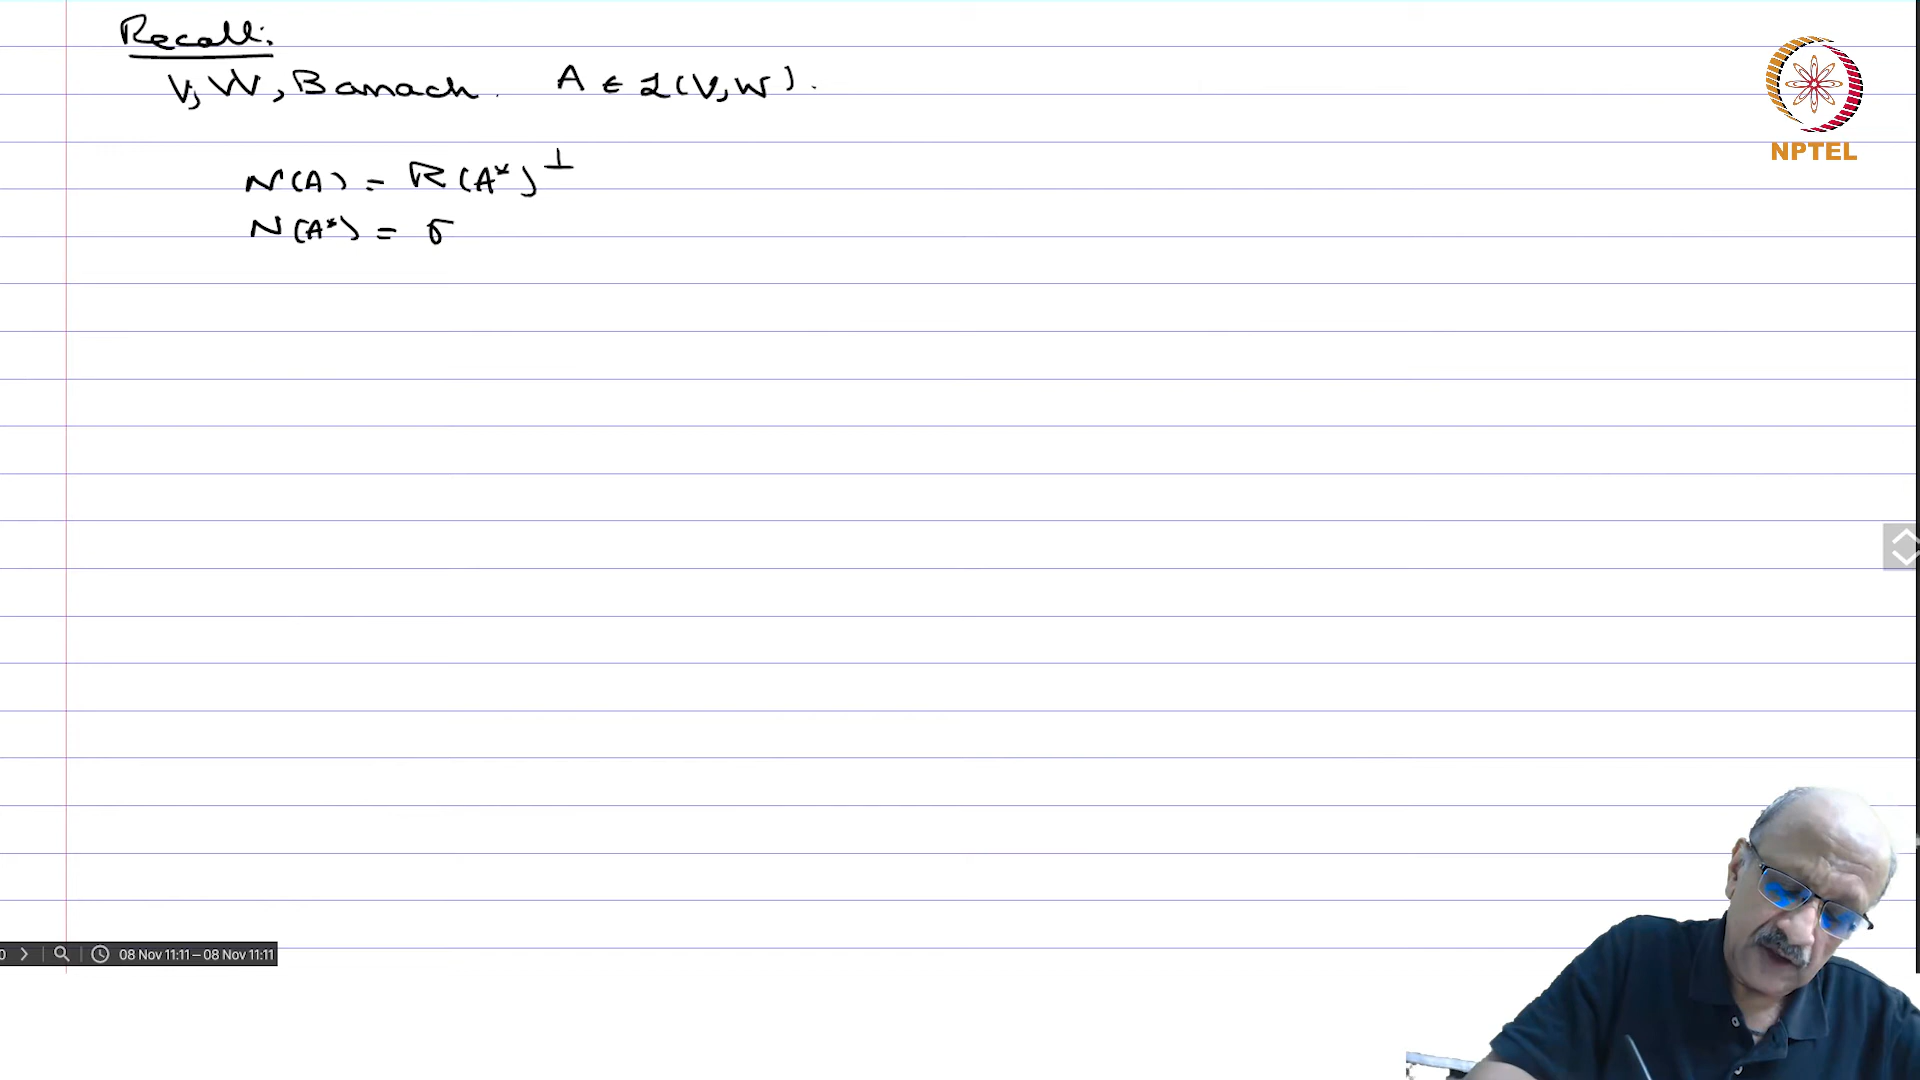 Recall:
V, W, Banach. A ∈ ℒ(V,W).
NPTEL
N(A) = R(A*)^⊥
N(A*) =
08 Nov 11:11 – 08 Nov 11:11